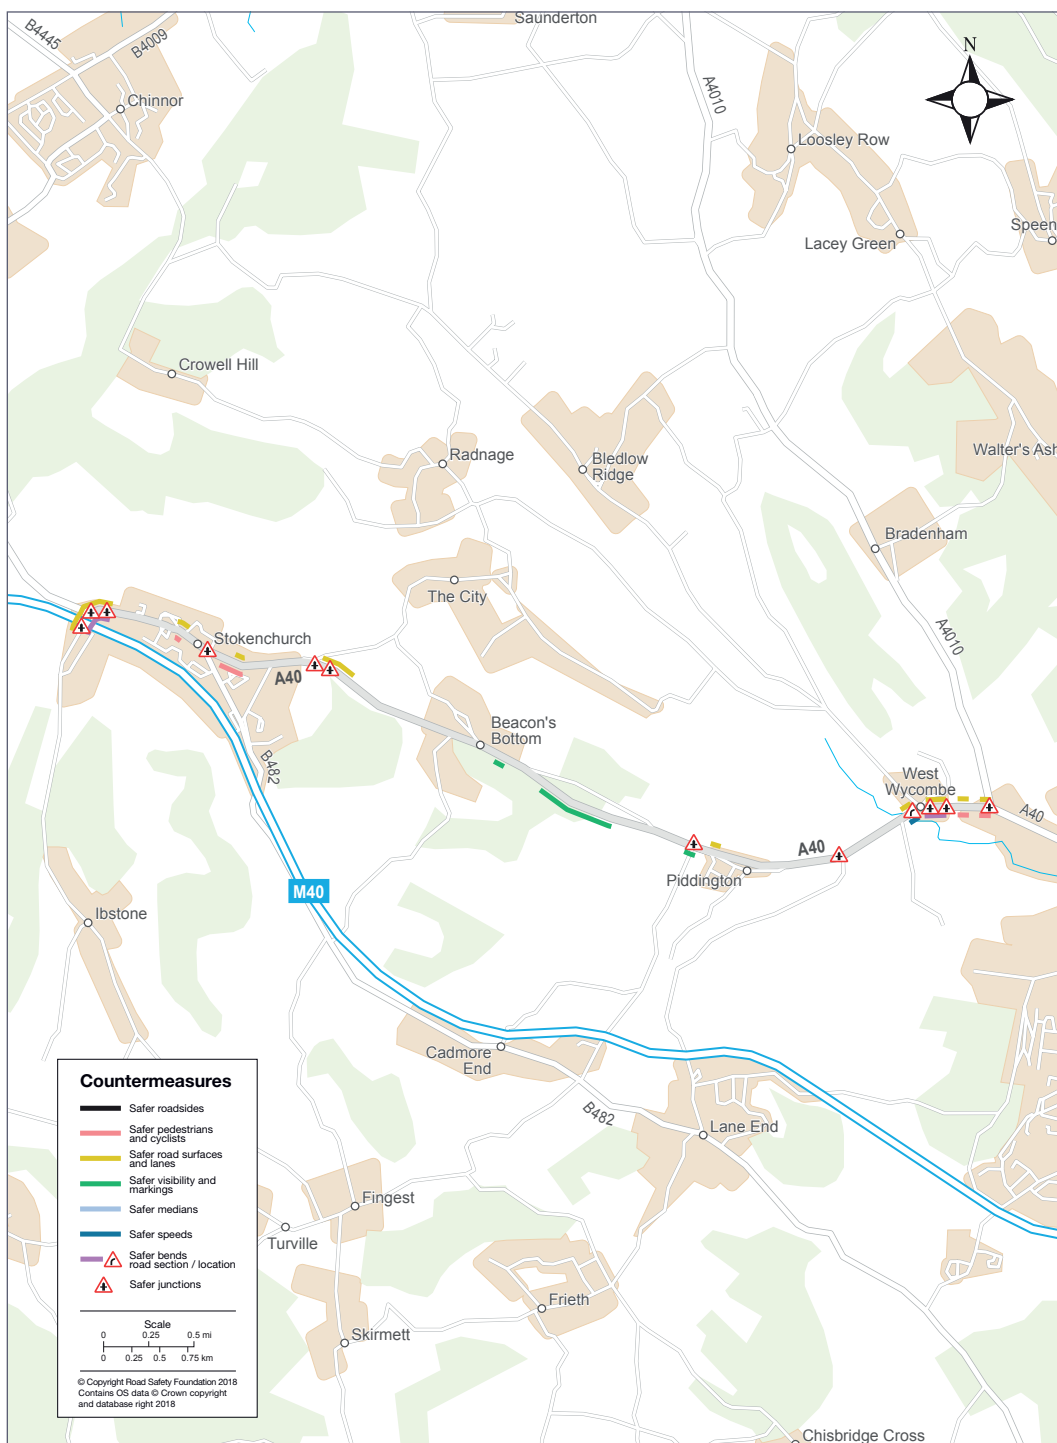 Saunderton
B4445
B4009
N
A4010
Chinnor
Loosley Row
Speen
Lacey Green
Crowell Hill
Walter's Ash
Radnage
Bledlow
Ridge
Bradenham
The City
Stokenchurch
A4010
A40
Beacon's
Bottom
B482
West
Wycombe
A40
A40
Piddington
M40
Ibstone
Cadmore
End
B482
Lane End
Fingest
Turville
Frieth
Skirmett
Chisbridge Cross
Countermeasures
Safer roadsides
Safer pedestrians
and cyclists
Safer road surfaces
and lanes
Safer visibility and
markings
Safer medians
Safer speeds
Safer bends
road section / location
Safer junctions
Scale
0 0.25 0.5 mi
0 0.25 0.5 0.75 km
© Copyright Road Safety Foundation 2018
Contains OS data © Crown copyright
and database right 2018